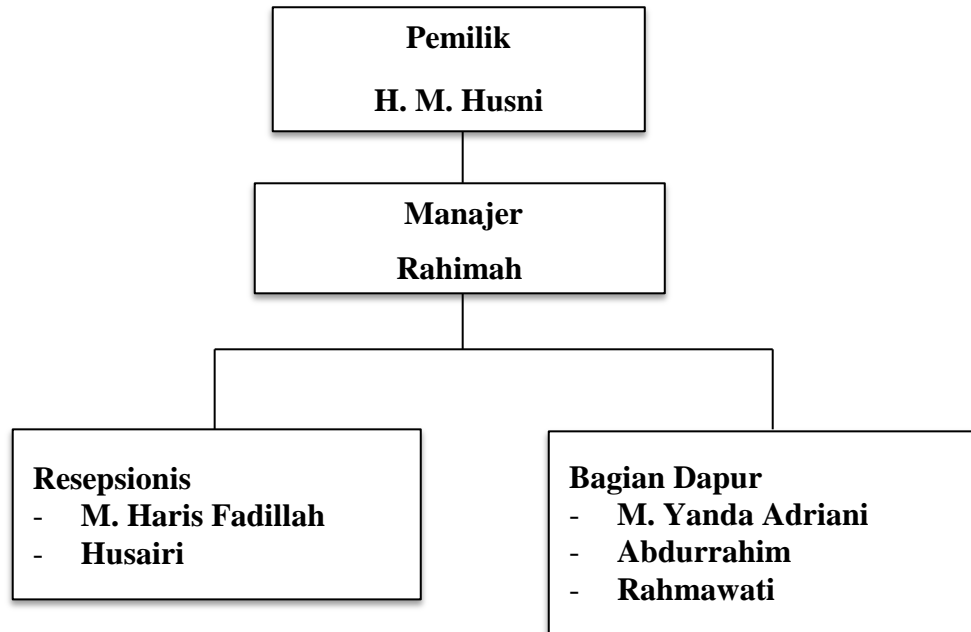 Pemilik
H. M. Husni
Manajer
Rahimah
Resepsionis
- M. Haris Fadillah
- Husairi
Bagian Dapur
- M. Yanda Adriani
- Abdurrahim
- Rahmawati